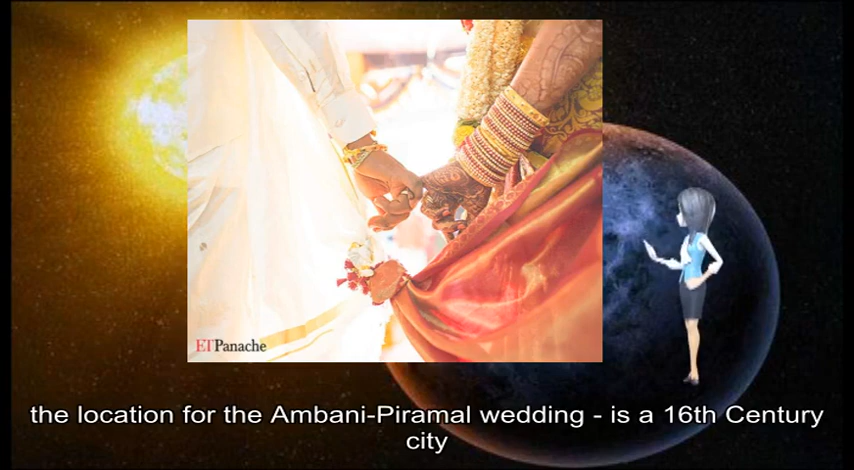 ETPanache
the location for the Ambani-Piramal wedding - is a 16th Century
city